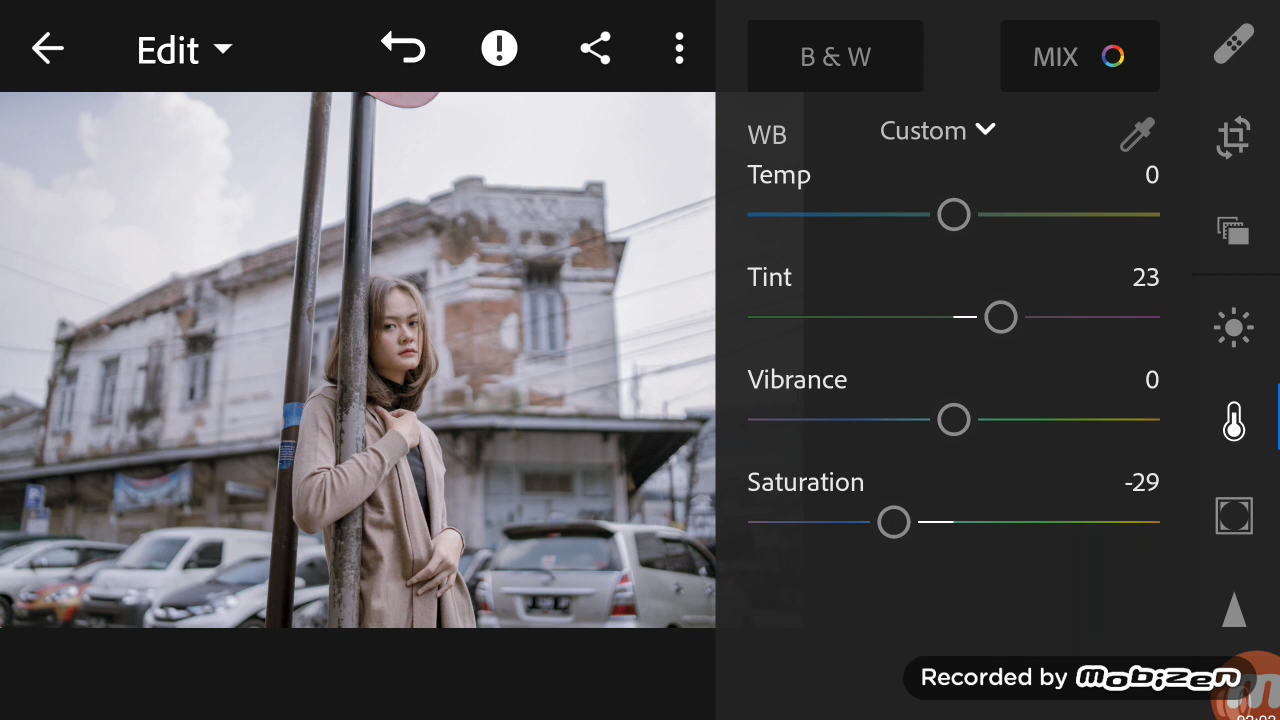 Edit
B & W
MIX
WB
Custom
Temp
0
Tint
23
Vibrance
0
Saturation
-29
Recorded by mobizen